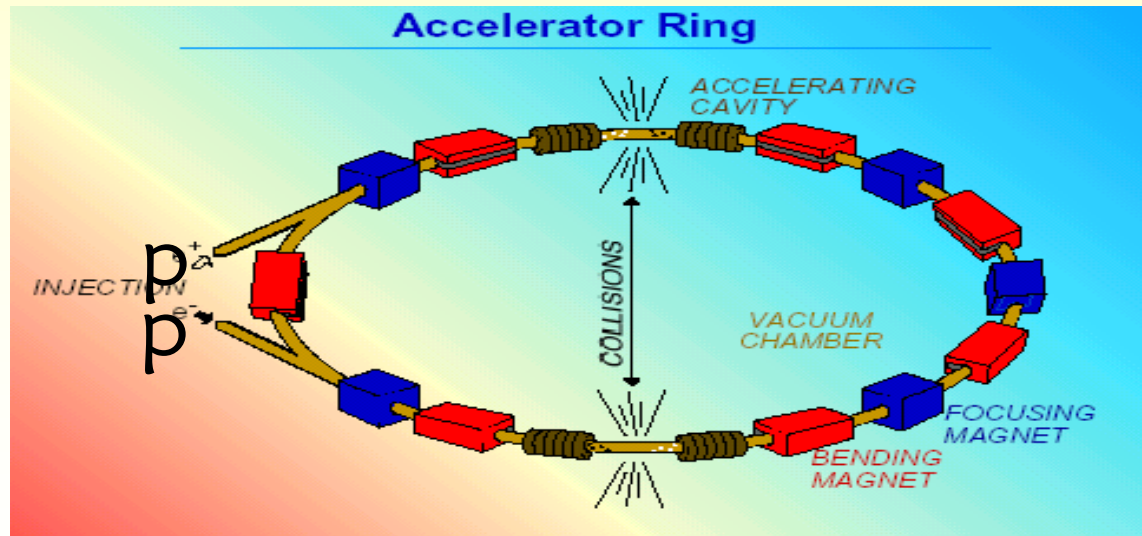 Accelerator Ring
ACCELERATING
CAVITY
p e+
INJECTION
p e-
COLLISIONS
VACUUM
CHAMBER
FOCUSING
MAGNET
BENDING
MAGNET